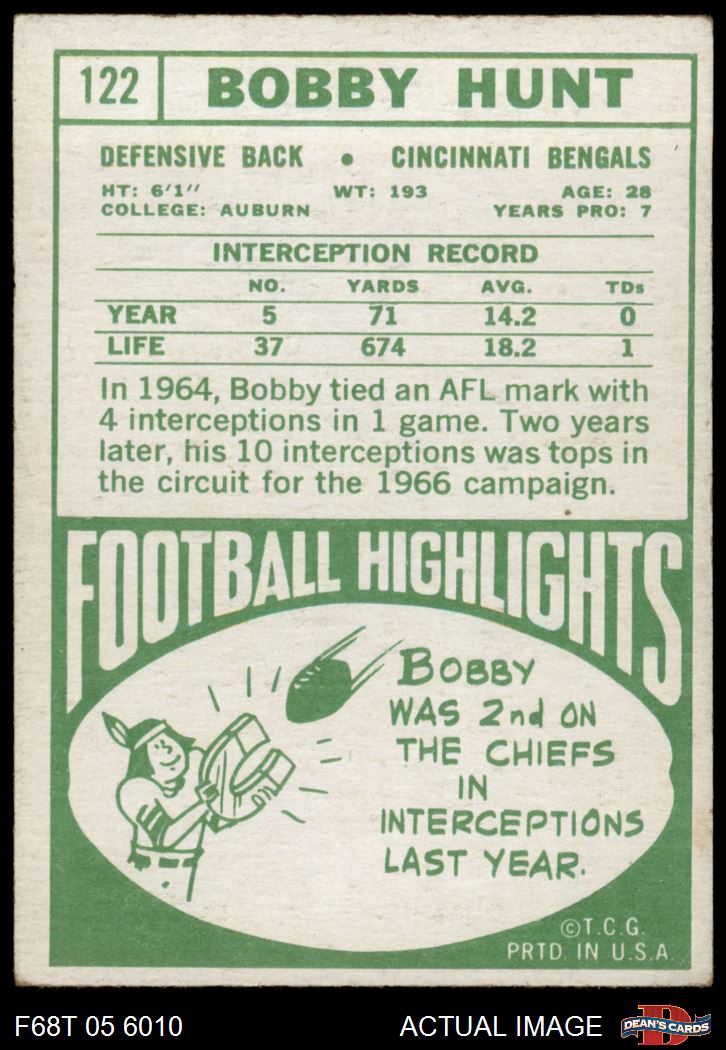 122
BOBBY HUNT
DEFENSIVE BACK • CINCINNATI BENGALS
HT: 6'1" WT: 193 AGE: 28
COLLEGE: AUBURN YEARS PRO: 7
INTERCEPTION RECORD
NO. YARDS AVG. TDs
YEAR 5 71 14.2 0
LIFE 37 674 18.2 1
In 1964, Bobby tied an AFL mark with
4 interceptions in 1 game. Two years
later, his 10 interceptions was tops in
the circuit for the 1966 campaign.
FOOTBALL HIGHLIGHTS
BOBBY
WAS 2nd ON
THE CHIEFS
IN
INTERCEPTIONS
LAST YEAR.
©T.C.G.
PRTD. IN U.S.A.
F68T 05 6010 ACTUAL IMAGE
D
DEAN'S CARDS